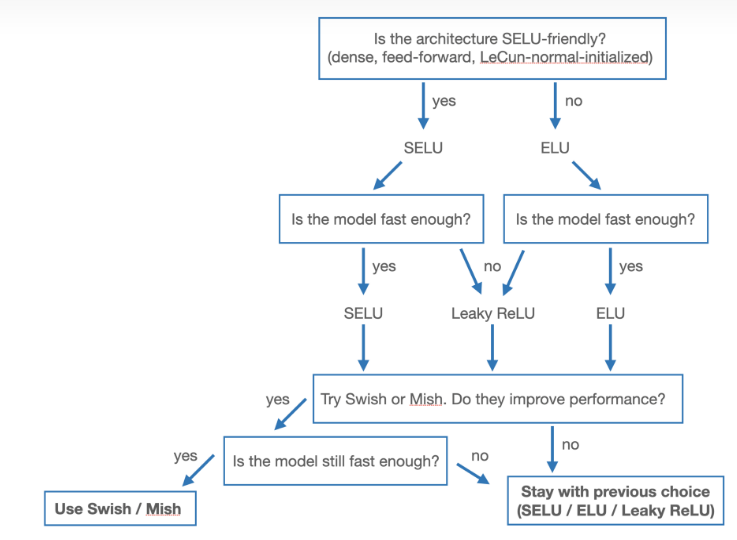 Is the architecture SELU-friendly?
(dense, feed-forward, LeCun-normal-initialized)
yes
no
SELU
ELU
Is the model fast enough?
Is the model fast enough?
yes
no
yes
SELU
Leaky ReLU
ELU
Try Swish or Mish. Do they improve performance?
yes
no
Is the model still fast enough?
yes
no
Use Swish / Mish
Stay with previous choice
(SELU / ELU / Leaky ReLU)